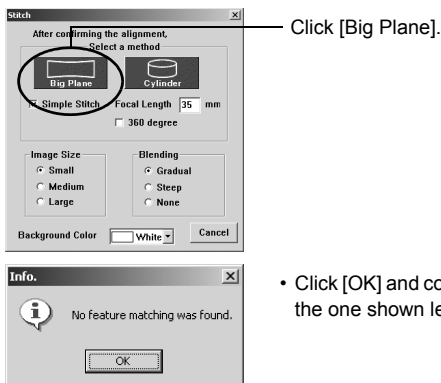 Stitch
After confirming the alignment,
Select a method
Big Plane Cylinder
Simple Stitch Focal Length 35 mm
360 degree
Image Size Blending
Small Gradual
Medium Steep
Large None
Background Color White Cancel
Click [Big Plane].
Info.
No feature matching was found.
OK
• Click [OK] and
the one shown